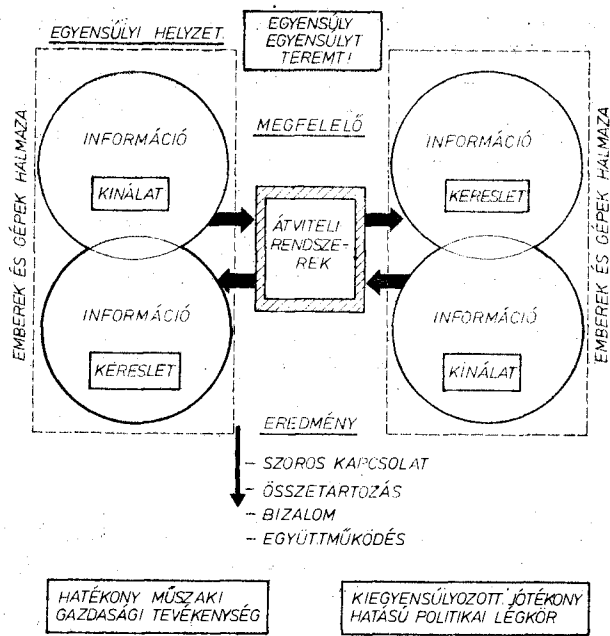 EGYENSÚLYI HELYZET
EGYENSÚLY
EGYENSÚLYT
TEREMT!
EMBEREK ÉS GÉPEK HALMAZA
INFORMÁCIÓ
KINÁLAT
INFORMÁCIÓ
KERESLET
MEGFELELŐ
ÁTVITELI
RENDSZE-
REK
INFORMÁCIÓ
KERESLET
INFORMÁCIÓ
KINÁLAT
EMBEREK ÉS GÉPEK HALMAZA
EREDMÉNY
- SZOROS KAPCSOLAT
- ÖSSZETARTOZÁS
- BIZALOM
- EGYÜTTMŰKÖDÉS
HATÉKONY MŰSZAKI
GAZDASÁGI TEVÉKENYSÉG
KIEGYENSÚLYOZOTT JÓTÉKONY
HATÁSÚ POLITIKAI LÉGKÖR